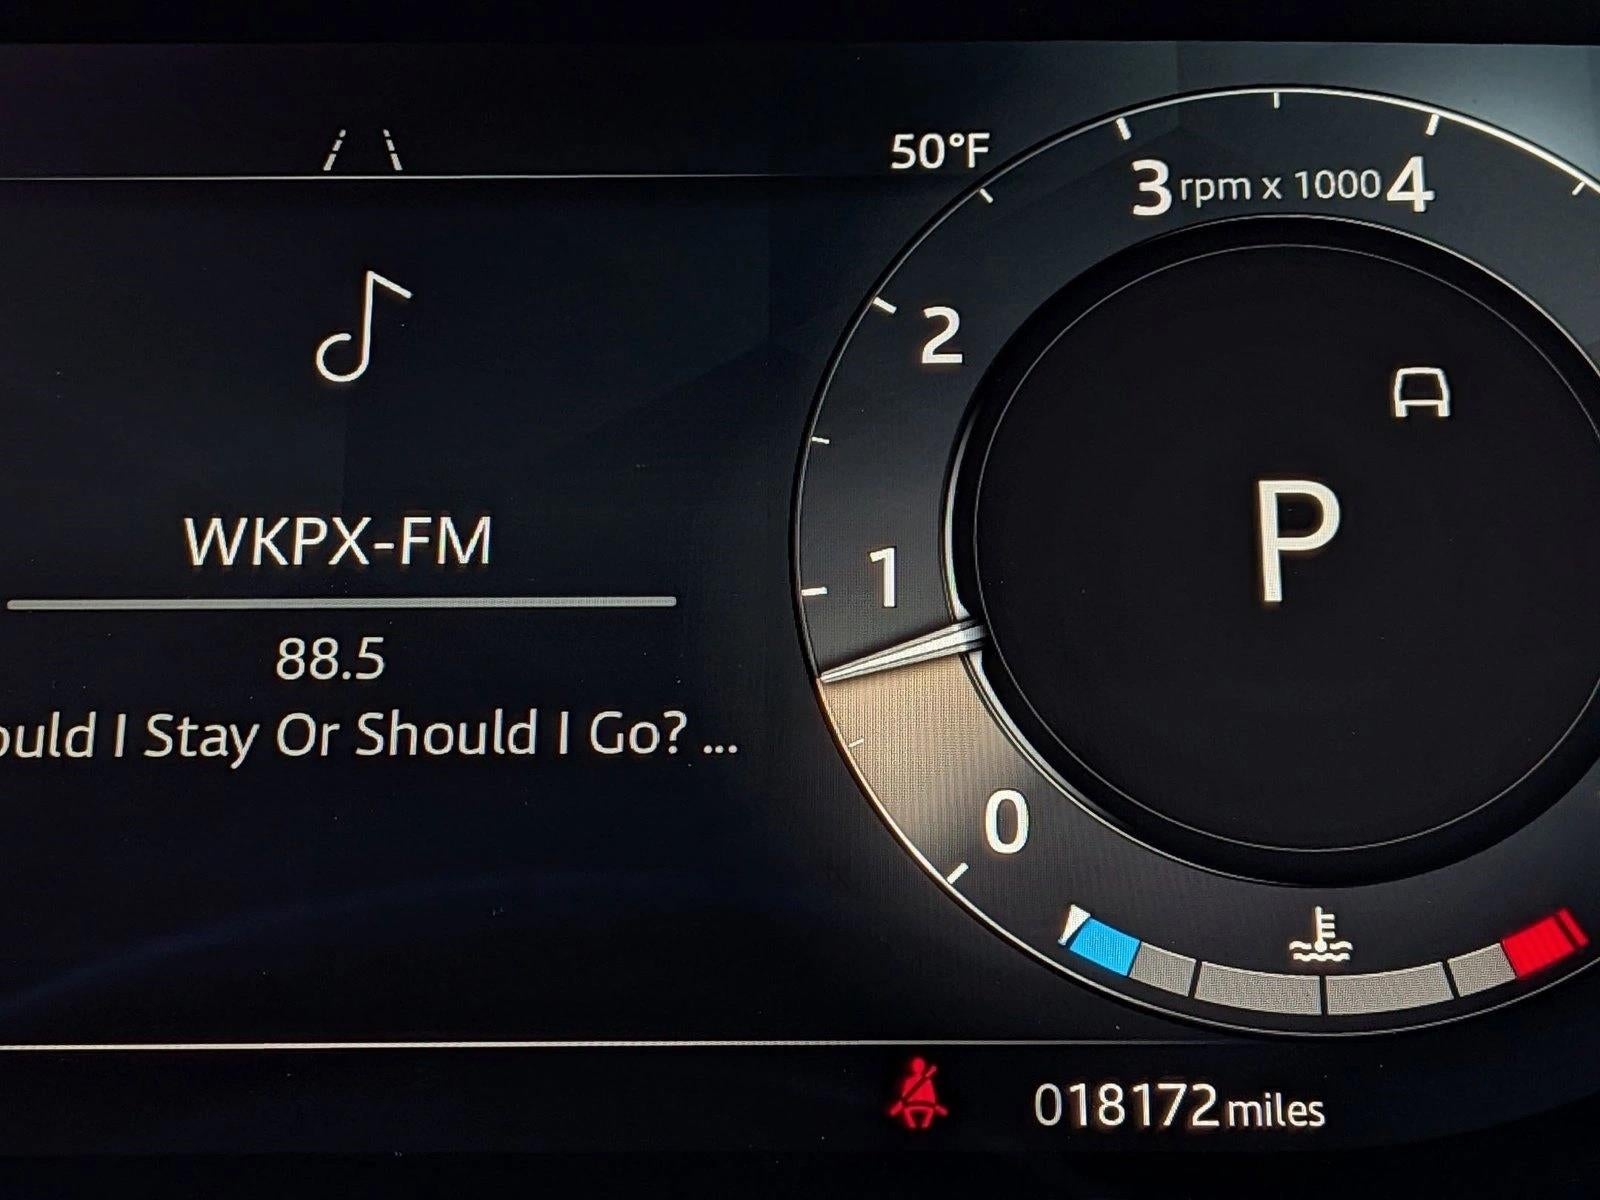 50°F
3 rpm x 1000 4
2
WKPX-FM
P
1
88.5
ould I Stay Or Should I Go? ...
0
018172 miles